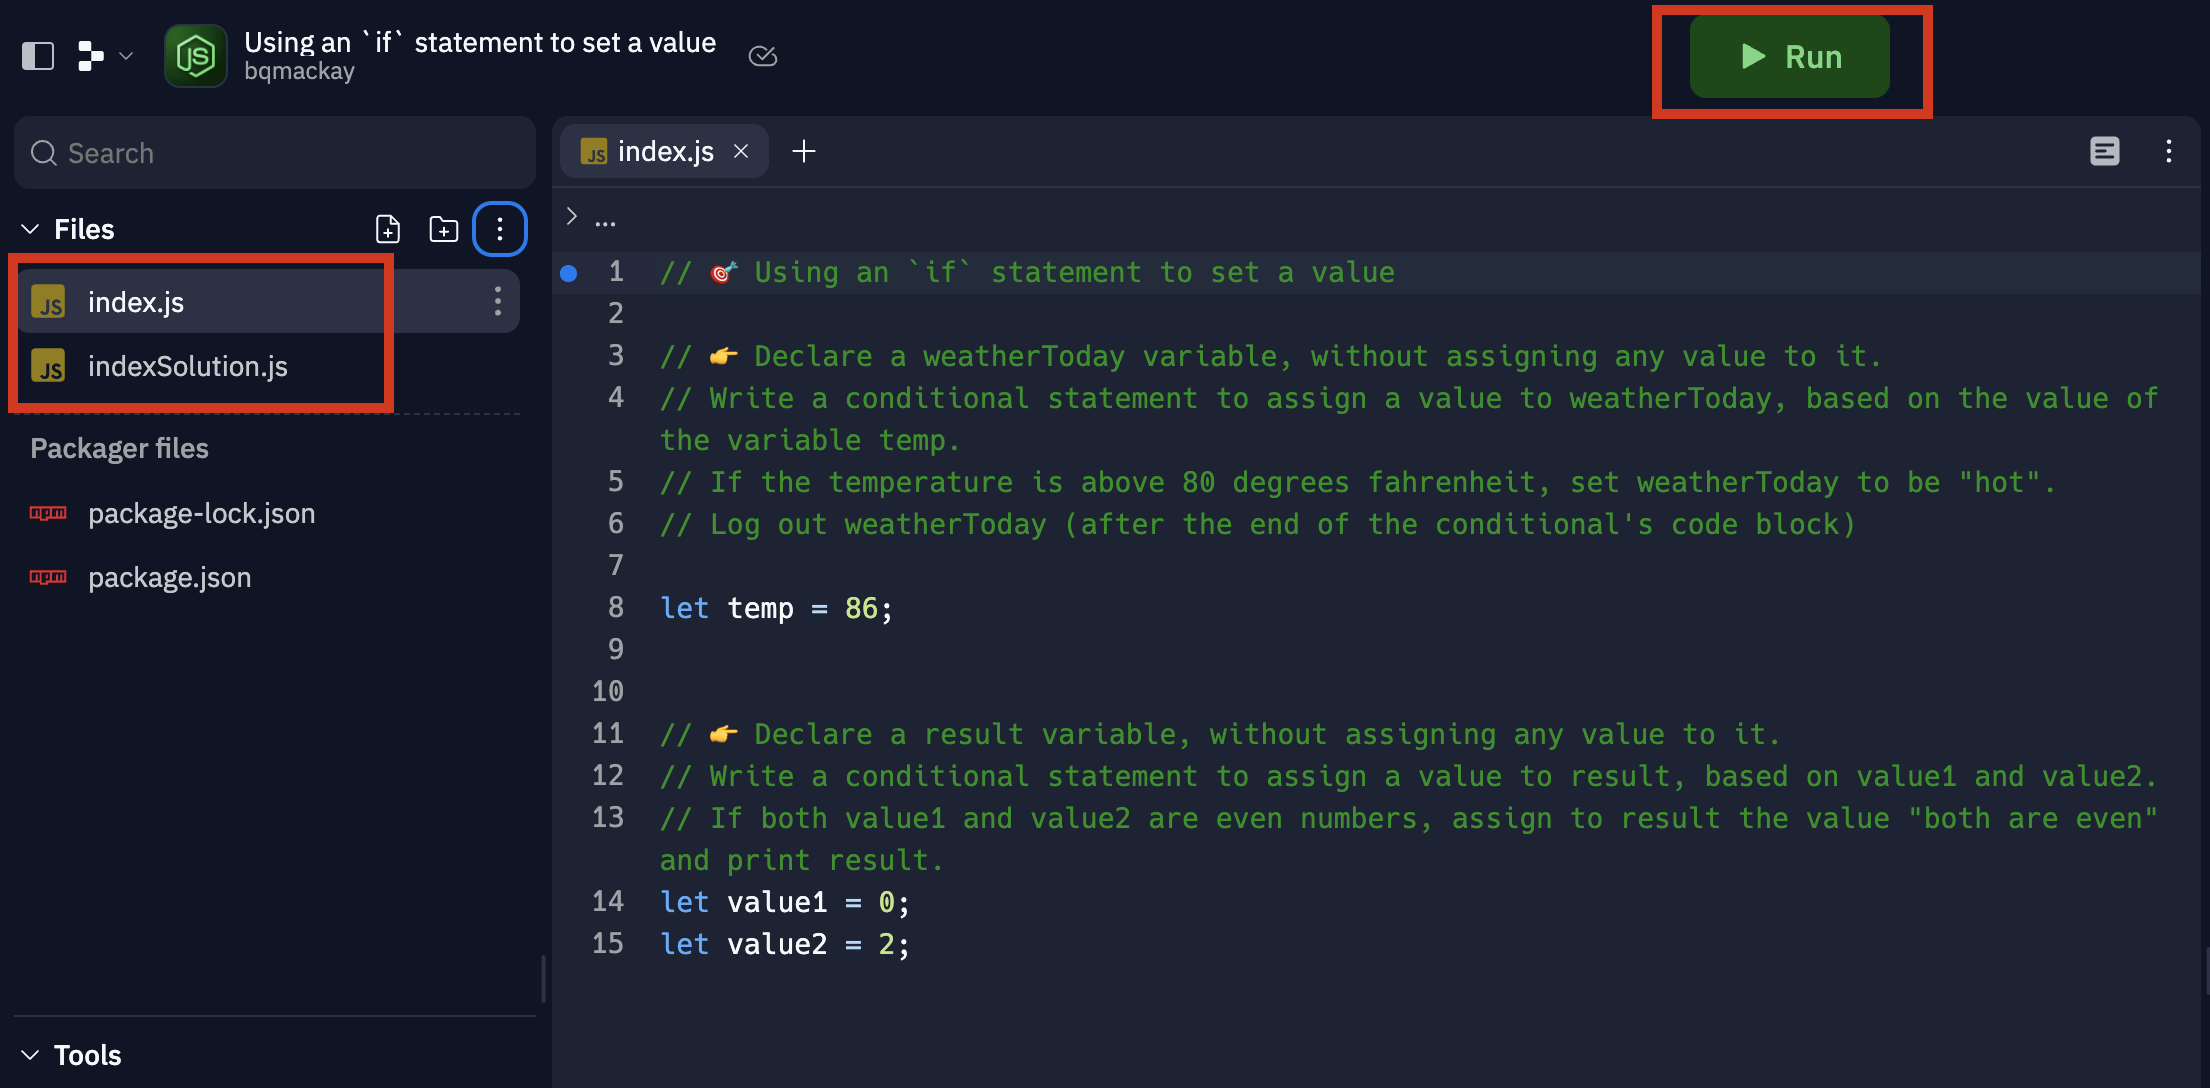 Using an `if` statement to set a value
bqmackay
Run
Search
index.js
Files
index.js
indexSolution.js
Packager files
package-lock.json
package.json
Tools
...
1 // 🎯 Using an `if` statement to set a value
2
3 // 👉 Declare a weatherToday variable, without assigning any value to it.
4 // Write a conditional statement to assign a value to weatherToday, based on the value of
the variable temp.
5 // If the temperature is above 80 degrees fahrenheit, set weatherToday to be "hot".
6 // Log out weatherToday (after the end of the conditional's code block)
7
8 let temp = 86;
9
10
11 // 👉 Declare a result variable, without assigning any value to it.
12 // Write a conditional statement to assign a value to result, based on value1 and value2.
13 // If both value1 and value2 are even numbers, assign to result the value "both are even"
and print result.
14 let value1 = 0;
15 let value2 = 2;